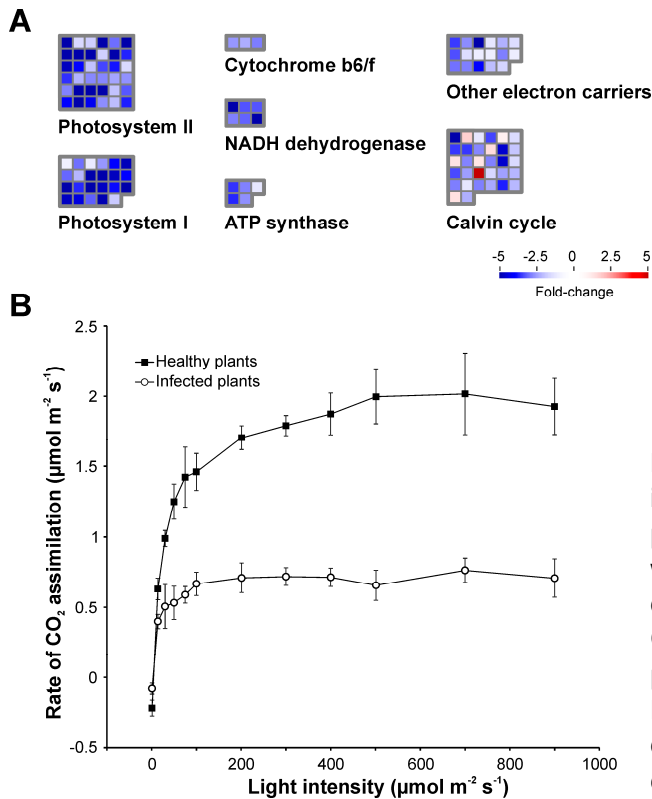 A
Photosystem II
Cytochrome b6/f
Other electron carriers
NADH dehydrogenase
Photosystem I
ATP synthase
Calvin cycle
-5 -2.5 0 2.5 5
Fold-change
B
Rate of CO2 assimilation (µmol m-2 s-1)
2.5
2
1.5
1
0.5
0
-0.5
Healthy plants
Infected plants
0 200 400 600 800 1000
Light intensity (µmol m-2 s-1)